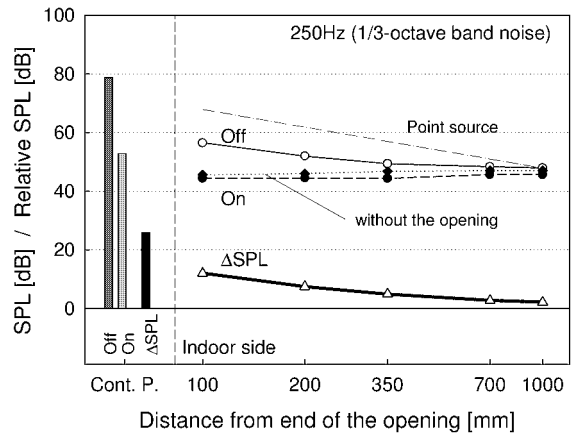 250Hz (1/3-octave band noise)
SPL [dB] / Relative SPL [dB]
100
80
60
40
20
0
Off
On
Point source
without the opening
ΔSPL
Off
On
ΔSPL
Indoor side
Cont. P.
100
200
350
700
1000
Distance from end of the opening [mm]